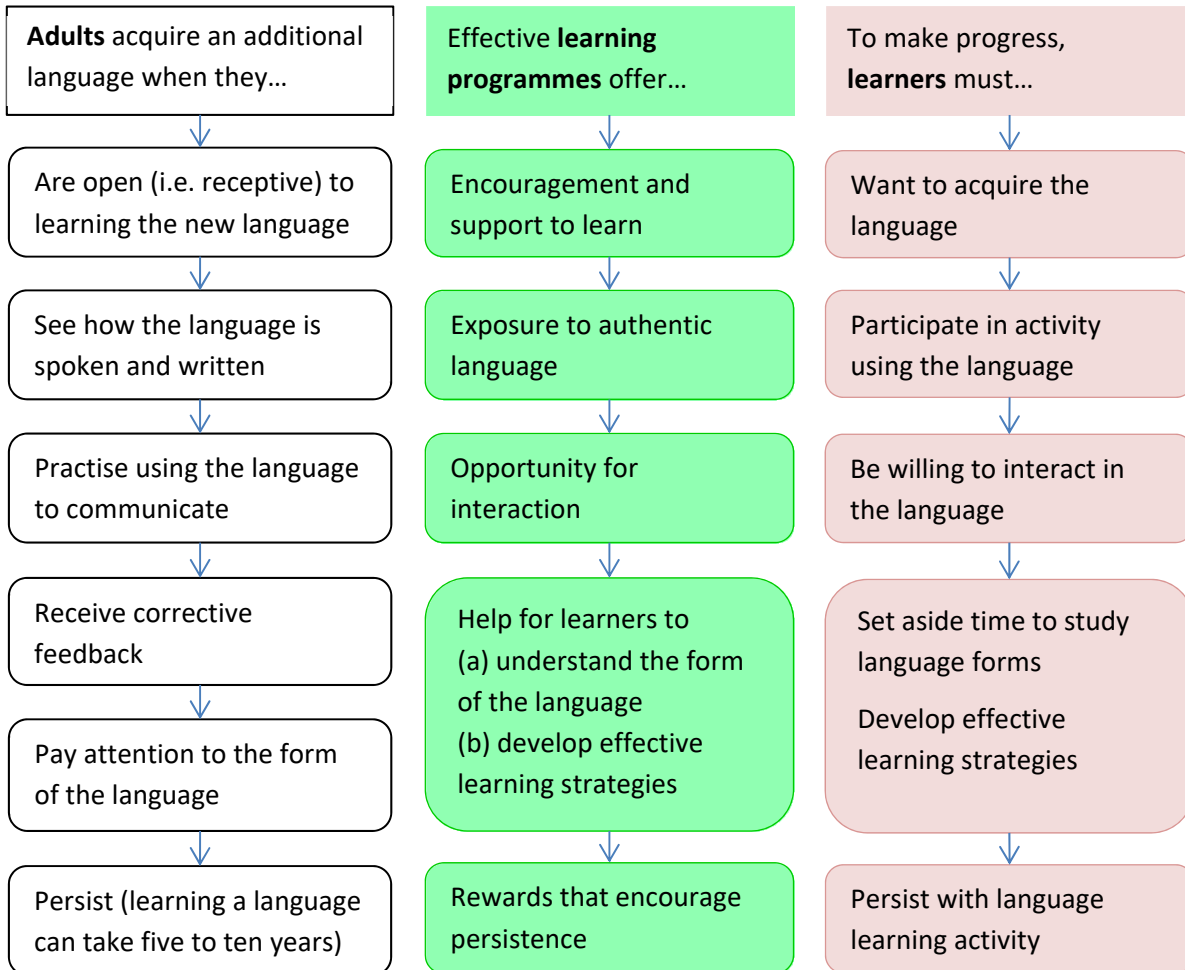 Adults acquire an additional
language when they…
Are open (i.e. receptive) to
learning the new language
See how the language is
spoken and written
Practise using the language
to communicate
Receive corrective
feedback
Pay attention to the form
of the language
Persist (learning a language
can take five to ten years)
Effective learning
programmes offer…
Encouragement and
support to learn
Exposure to authentic
language
Opportunity for
interaction
Help for learners to
(a) understand the form
of the language
(b) develop effective
learning strategies
Rewards that encourage
persistence
To make progress,
learners must…
Want to acquire the
language
Participate in activity
using the language
Be willing to interact in
the language
Set aside time to study
language forms
Develop effective
learning strategies
Persist with language
learning activity